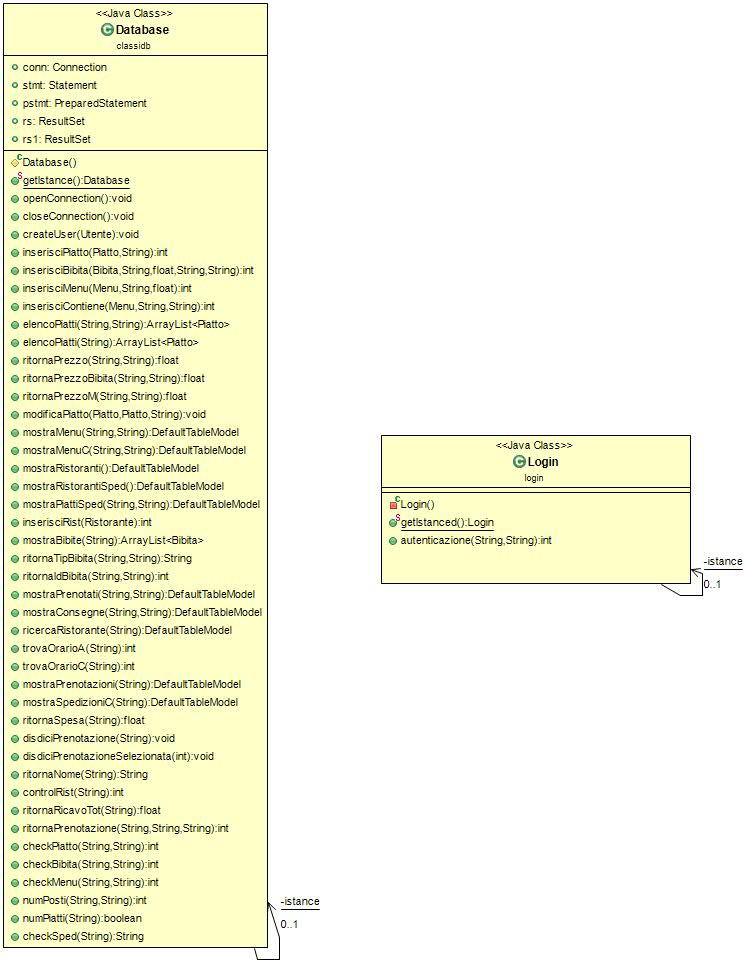 <<Java Class>>
Database
classidb
conn: Connection
stmt: Statement
pstmt: PreparedStatement
rs: ResultSet
rs1: ResultSet
Database()
getIstance():Database
openConnection():void
closeConnection():void
createUser(Utente):void
inserisciPiatto(Piatto,String):int
inserisciBibita(Bibita,String,float,String,String):int
inserisciMenu(Menu,String,float):int
inserisciContiene(Menu,String,String):int
elencoPiatti(String,String):ArrayList<Piatto>
elencoPiatti(String):ArrayList<Piatto>
ritornaPrezzo(String,String):float
ritornaPrezzoBibita(String,String):float
ritornaPrezzoM(String,String):float
modificaPiatto(Piatto,Piatto,String):void
mostraMenu(String,String):DefaultTableModel
mostraMenuC(String,String):DefaultTableModel
mostraRistoranti():DefaultTableModel
mostraRistorantiSped():DefaultTableModel
mostraPiattiSped(String,String):DefaultTableModel
inserisciRist(Ristorante):int
mostraBibite(String):ArrayList<Bibita>
ritornaTipBibita(String,String):String
ritornaIdBibita(String,String):int
mostraPrenotati(String,String):DefaultTableModel
mostraConsegne(String,String):DefaultTableModel
ricercaRistorante(String):DefaultTableModel
trovaOrarioA(String):int
trovaOrarioC(String):int
mostraPrenotazioni(String):DefaultTableModel
mostraSpedizioniC(String):DefaultTableModel
ritornaSpesa(String):float
disdiciPrenotazione(String):void
disdiciPrenotazioneSelezionata(int):void
ritornaNome(String):String
controlRist(String):int
ritornaRicavoTot(String):float
ritornaPrenotazione(String,String,String):int
checkPiatto(String,String):int
checkBibita(String,String):int
checkMenu(String,String):int
numPosti(String,String):int
numPiatti(String):boolean
checkSped(String):String
-istance
0..1
<<Java Class>>
Login
login
Login()
getIstanced():Login
autenticazione(String,String):int
-istance
0..1